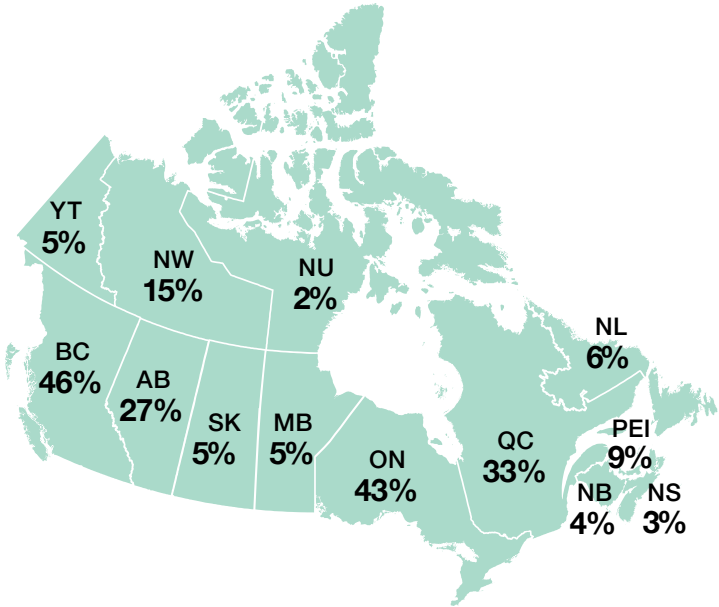 YT
5%
NW
15%
NU
2%
NL
6%
BC
46%
AB
27%
SK
5%
MB
5%
ON
43%
QC
33%
PEI
9%
NB
4%
NS
3%